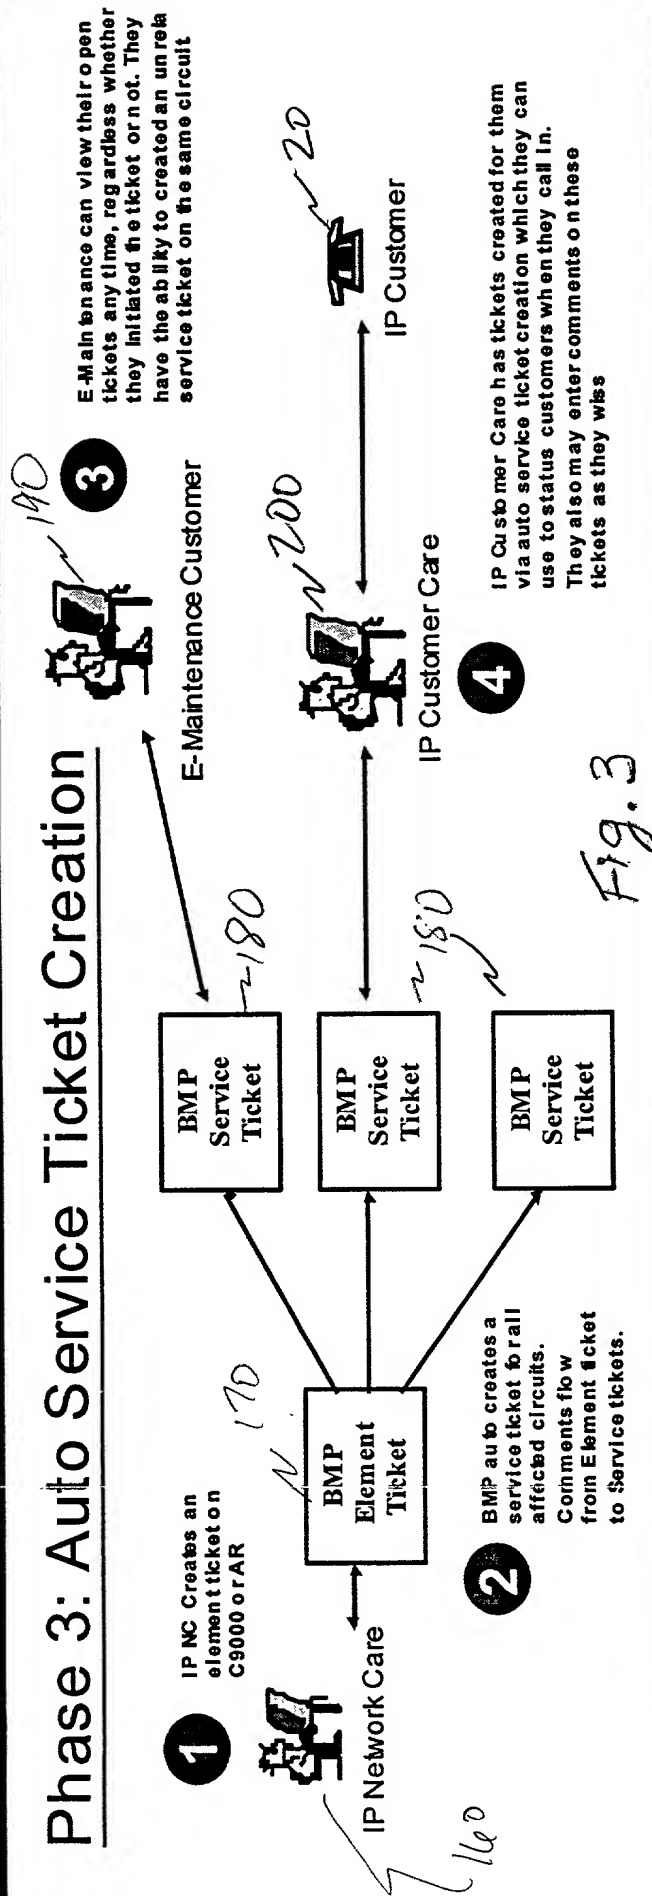 Phase 3: Auto Service Ticket Creation
1
IP NC Creates an
element ticket on
C9000 or AR
IP Network Care
160
BMP
Element
Ticket
170
2
BMP auto creates a
service ticket for all
affected circuits.
Comments flow
from Element ticket
to Service tickets.
BMP
Service
Ticket
180
BMP
Service
Ticket
180
BMP
Service
Ticket
E-Maintenance Customer
190
3
E-Maintenance can view their open
tickets any time, regardless whether
they initiated the ticket or not. They
have the ability to created an unrela
service ticket on the same circuit
IP Customer Care
200
IP Customer
20
4
IP Customer Care has tickets created for them
via auto service ticket creation which they can
use to status customers when they call in.
They also may enter comments on these
tickets as they wiss
Fig. 3